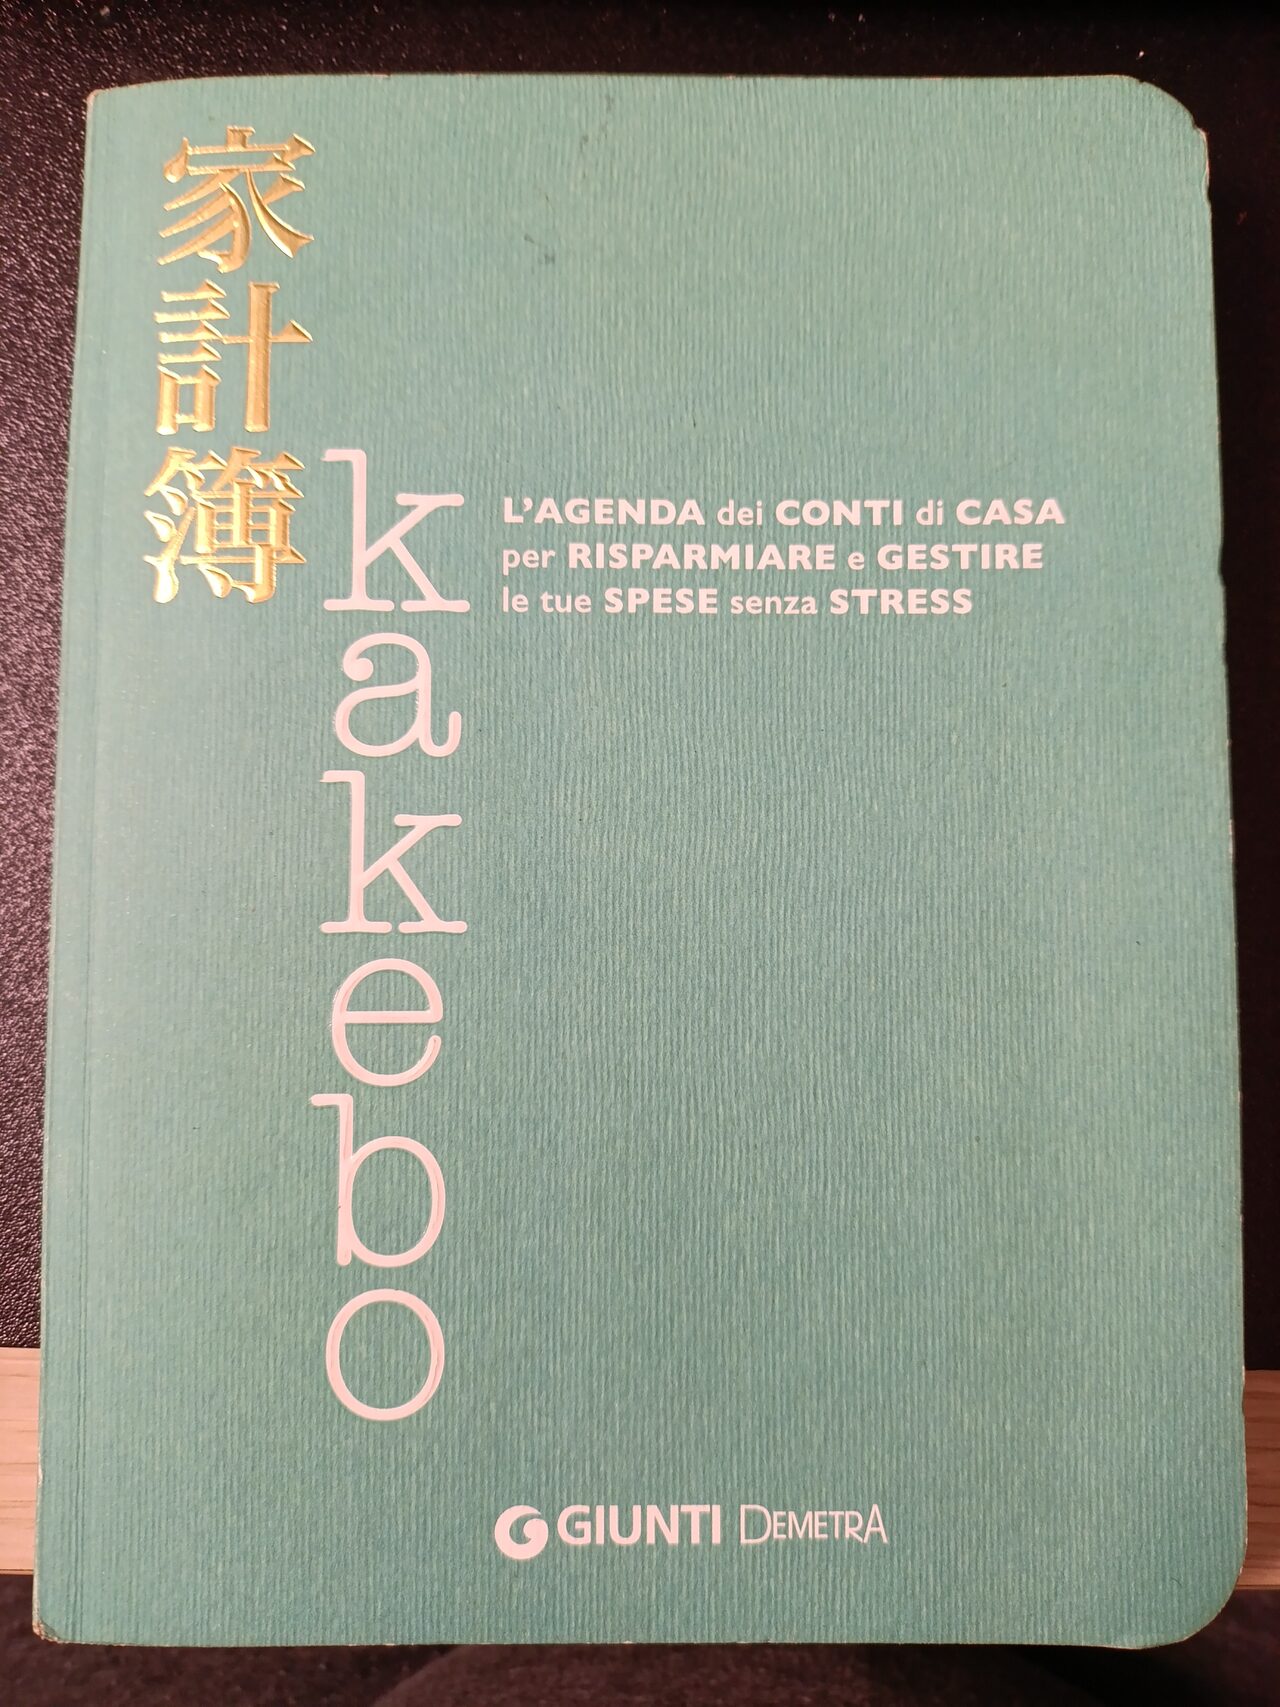 家計簿
kakebo
L'AGENDA dei CONTI di CASA
per RISPARMIARE e GESTIRE
le tue SPESE senza STRESS
GIUNTI DEMETRA